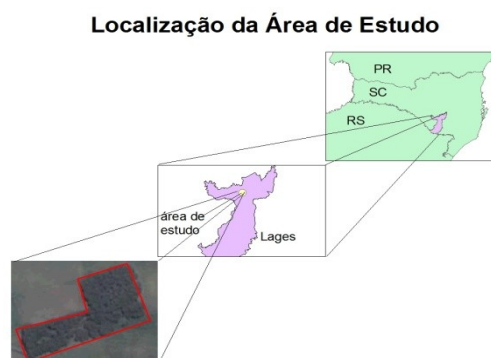 Localização da Área de Estudo
PR
SC
RS
área de
estudo
Lages